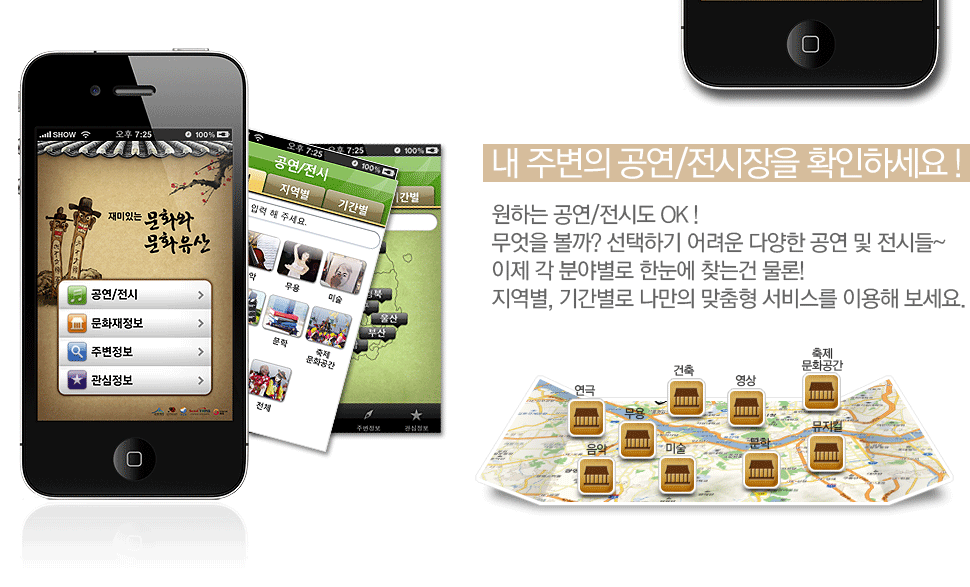 SHOW 오후 7:25 100%
재미있는 문화와
문화유산
공연/전시
문화재정보
주변정보
관심정보
오후 7:25 100%
공연/전시
지역별 기간별
입력 해 주세요.
악 무용 미술
문학 축제
문화공간
전체
7:25 100%
기간별
경북
울산
부산
주변정보 관심정보
내 주변의 공연/전시장을 확인하세요 !
원하는 공연/전시도 OK !
무엇을 볼까? 선택하기 어려운 다양한 공연 및 전시들~
이제 각 분야별로 한눈에 찾는건 물론!
지역별, 기간별로 나만의 맞춤형 서비스를 이용해 보세요.
축제
문화공간
건축
영상
연극
무용
뮤지컬
음악
미술
문학